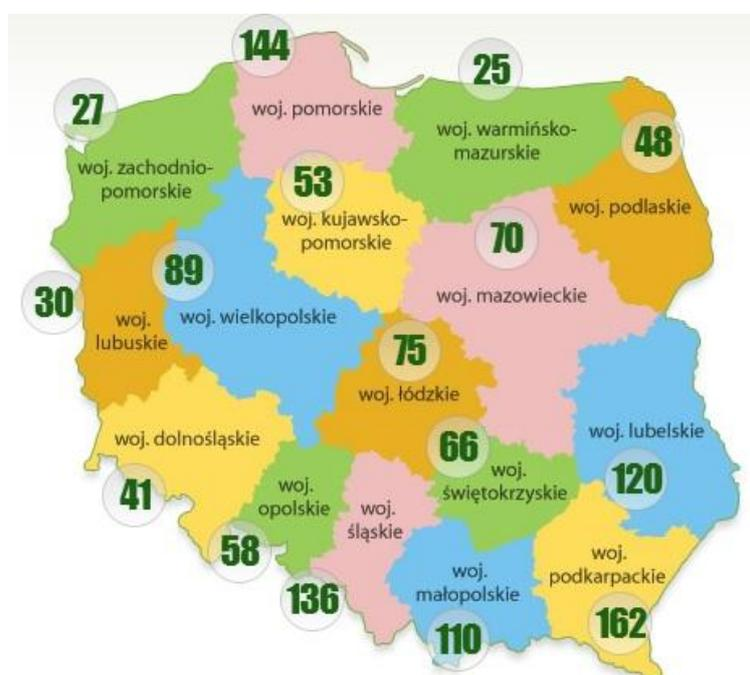 144
woj. pomorskie
25
woj. warmińsko-
mazurskie
27
woj. zachodnio-
pomorskie
48
woj. podlaskie
53
woj. kujawsko-
pomorskie
70
woj. mazowieckie
30
woj.
lubuskie
89
woj. wielkopolskie
75
woj. łódzkie
woj. dolnośląskie
41
66
woj.
świętokrzyskie
woj. lubelskie
120
woj.
opolskie
58
woj.
śląskie
136
woj.
małopolskie
110
woj.
podkarpackie
162